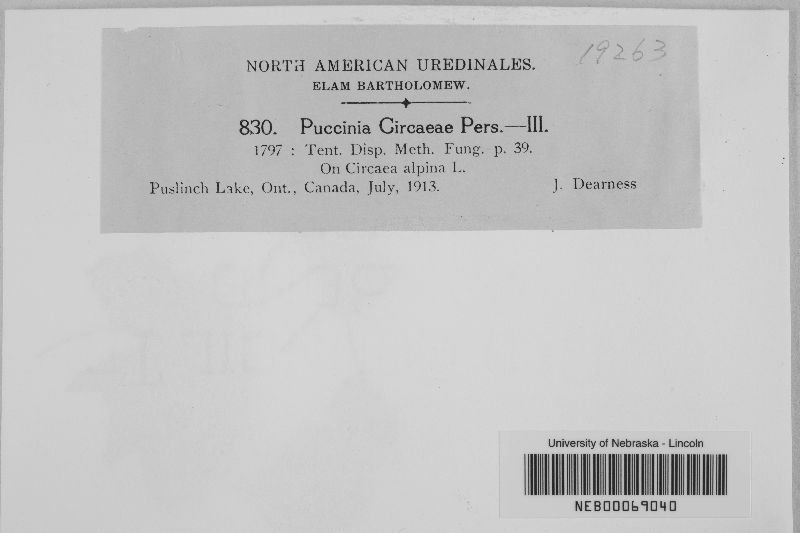 19263
NORTH AMERICAN UREDINALES.
ELAM BARTHOLOMEW.
830. Puccinia Circaeae Pers.—III.
1797 : Tent. Disp. Meth. Fung. p. 39.
On Circaea alpina L.
Puslinch Lake, Ont., Canada, July, 1913. J. Dearness
University of Nebraska - Lincoln
NEB00069040